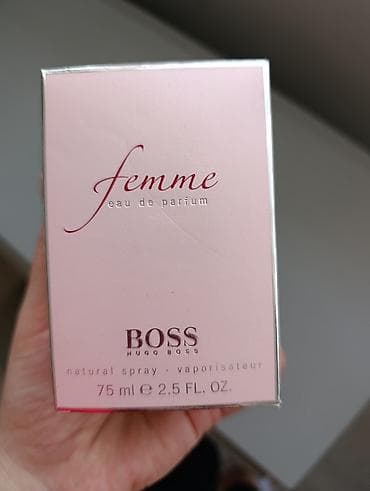 femme
eau de parfum
BOSS
HUGO BOSS
natural spray - vaporisateur
75 ml e 2.5 FL. OZ.